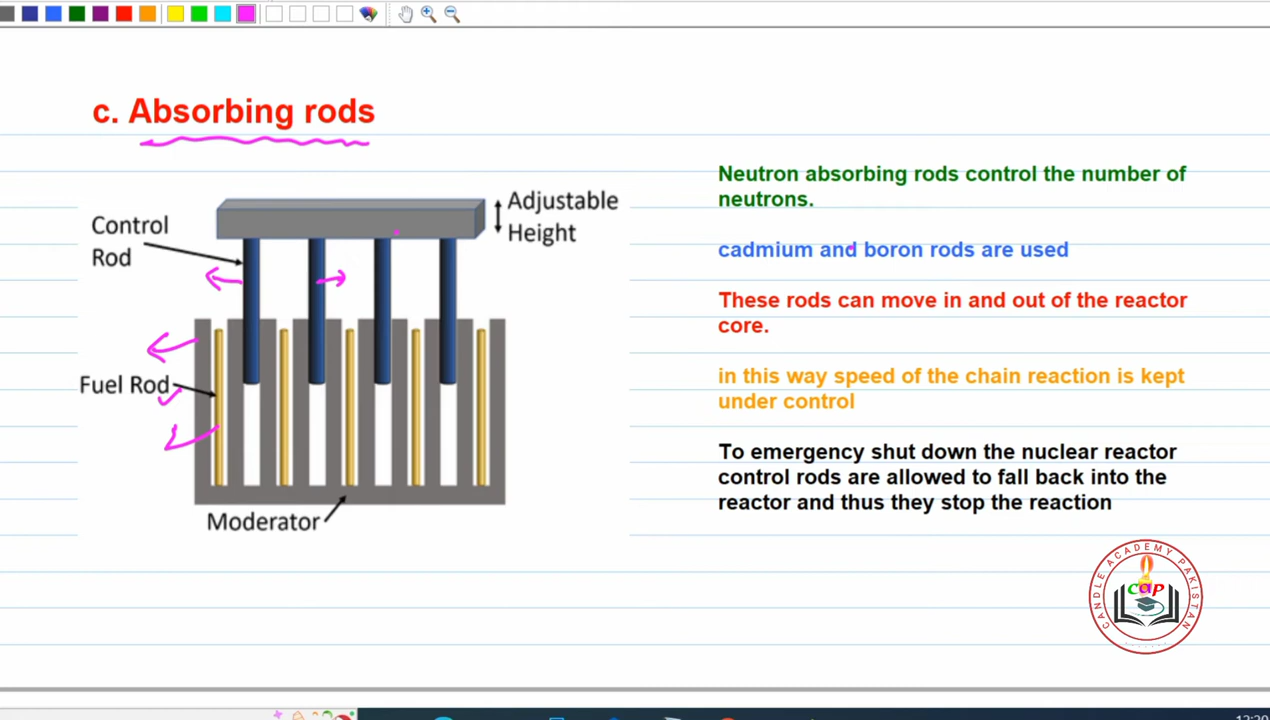 c. Absorbing rods
Control
Rod
Adjustable
Height
Fuel Rod
Moderator
Neutron absorbing rods control the number of
neutrons.
cadmium and boron rods are used
These rods can move in and out of the reactor
core.
in this way speed of the chain reaction is kept
under control
To emergency shut down the nuclear reactor
control rods are allowed to fall back into the
reactor and thus they stop the reaction
CANDLE ACADEMY PAKISTAN
CaP